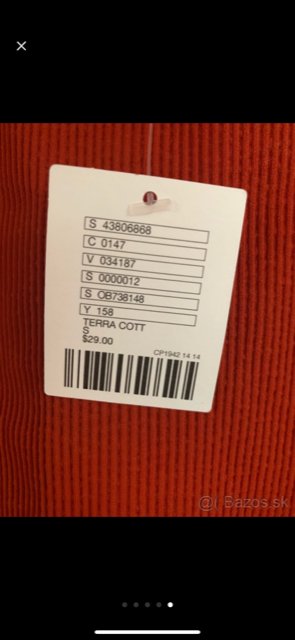 S 43806868
C 0147
V 034187
S 0000012
S OB738148
Y 158
TERRA COTT
S
$29.00
CP1942 14 14
@( Bazos.sk